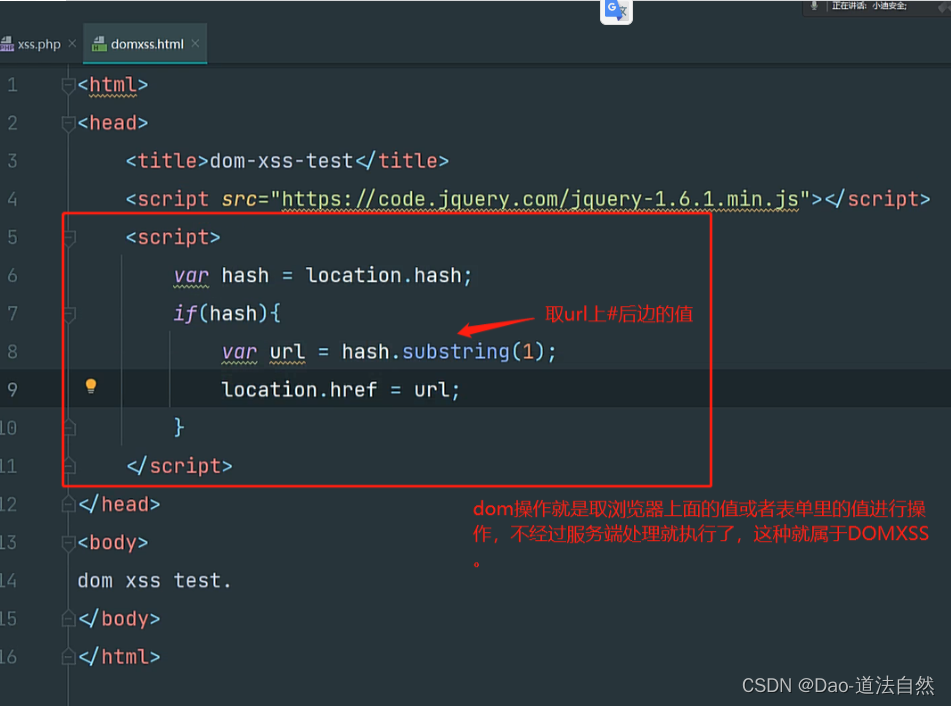 正在讲话: 小迪安全;
xss.php × domxss.html ×
1 <html>
2 <head>
3 <title>dom-xss-test</title>
4 <script src="https://code.jquery.com/jquery-1.6.1.min.js"></script>
5 <script>
6 var hash = location.hash;
7 if(hash){
取url上#后边的值
8 var url = hash.substring(1);
9 location.href = url;
10 }
11 </script>
12 </head>
dom操作就是取浏览器上面的值或者表单里的值进行操
作，不经过服务端处理就执行了，这种就属于DOMXSS
。
13 <body>
14 dom xss test.
15 </body>
16 </html>
CSDN @Dao-道法自然